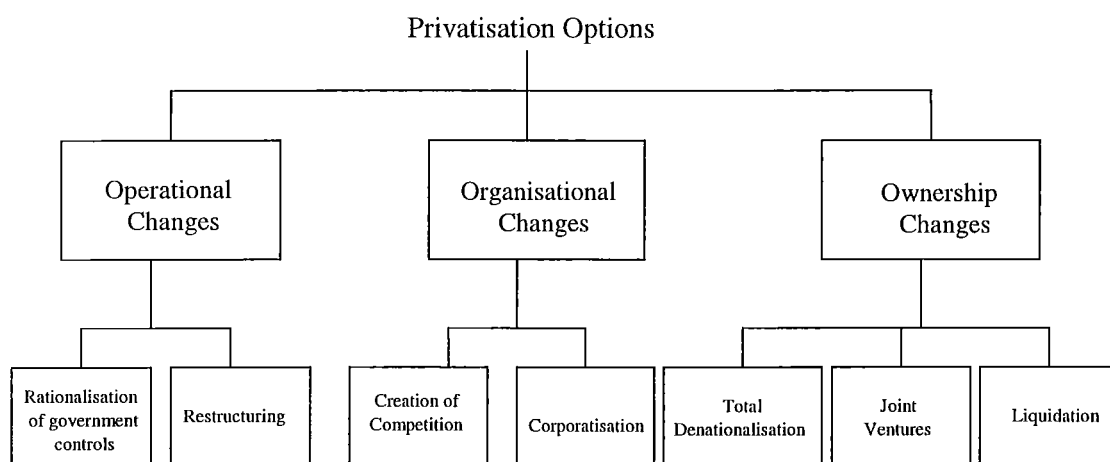 Privatisation Options
Operational
Changes
Organisational
Changes
Ownership
Changes
Rationalisation
of government
controls
Restructuring
Creation of
Competition
Corporatisation
Total
Denationalisation
Joint
Ventures
Liquidation